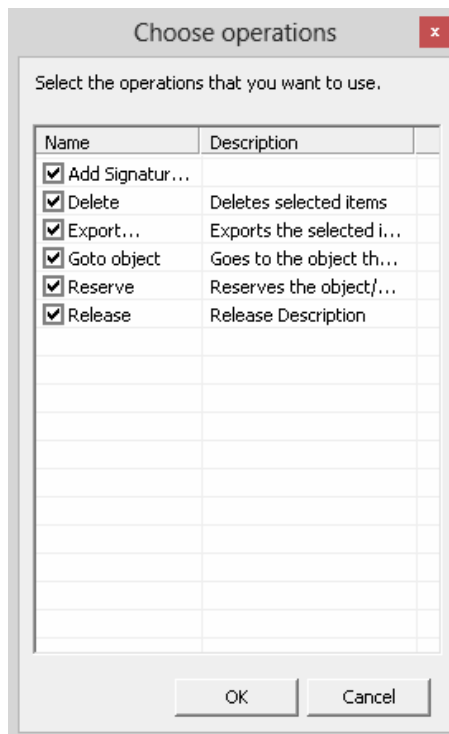 Choose operations
x
Select the operations that you want to use.
Name Description
Add Signatur...
Delete Deletes selected items
Export... Exports the selected i...
Goto object Goes to the object th...
Reserve Reserves the object/...
Release Release Description
OK Cancel